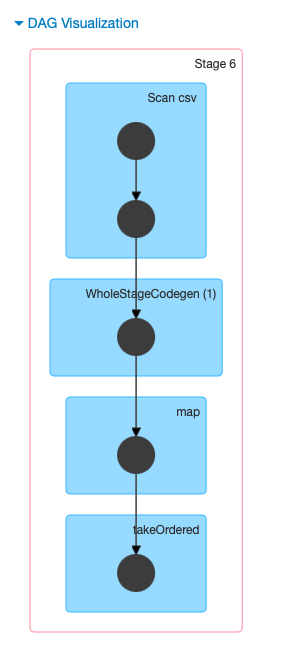 DAG Visualization
Stage 6
Scan csv
WholeStageCodegen (1)
map
takeOrdered